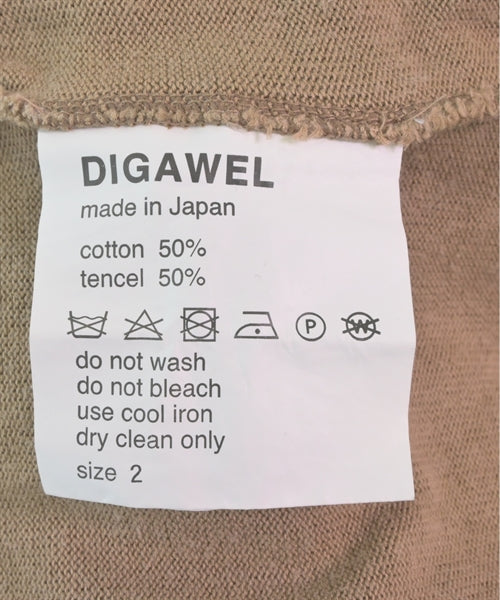 DIGAWEL
made in Japan
cotton 50%
tencel 50%
P W
do not wash
do not bleach
use cool iron
dry clean only
size 2